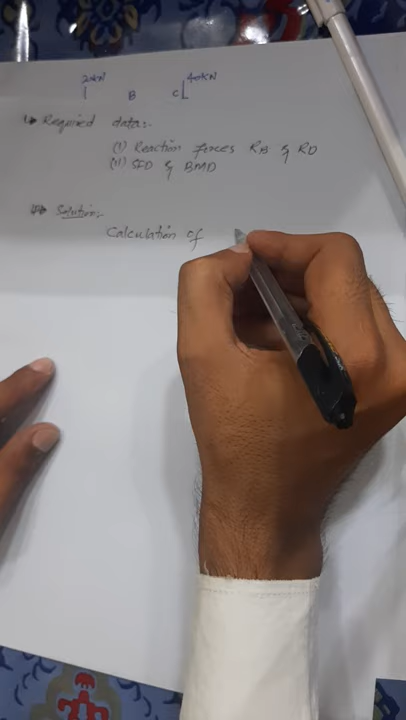 20kN 40kN
B C
Required data:-
(i) Reaction forces RB & RD
(ii) SFD & BMD
Solution:-
Calculation of